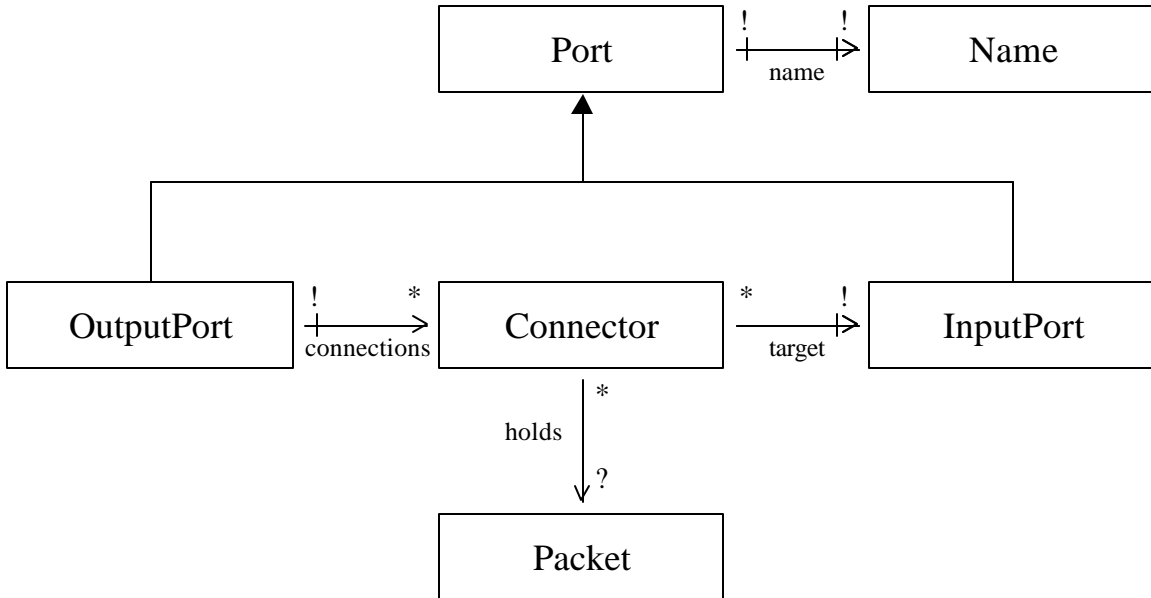 ! !
Port Name
name
! * * !
OutputPort Connector InputPort
connections target
*
holds
?
Packet